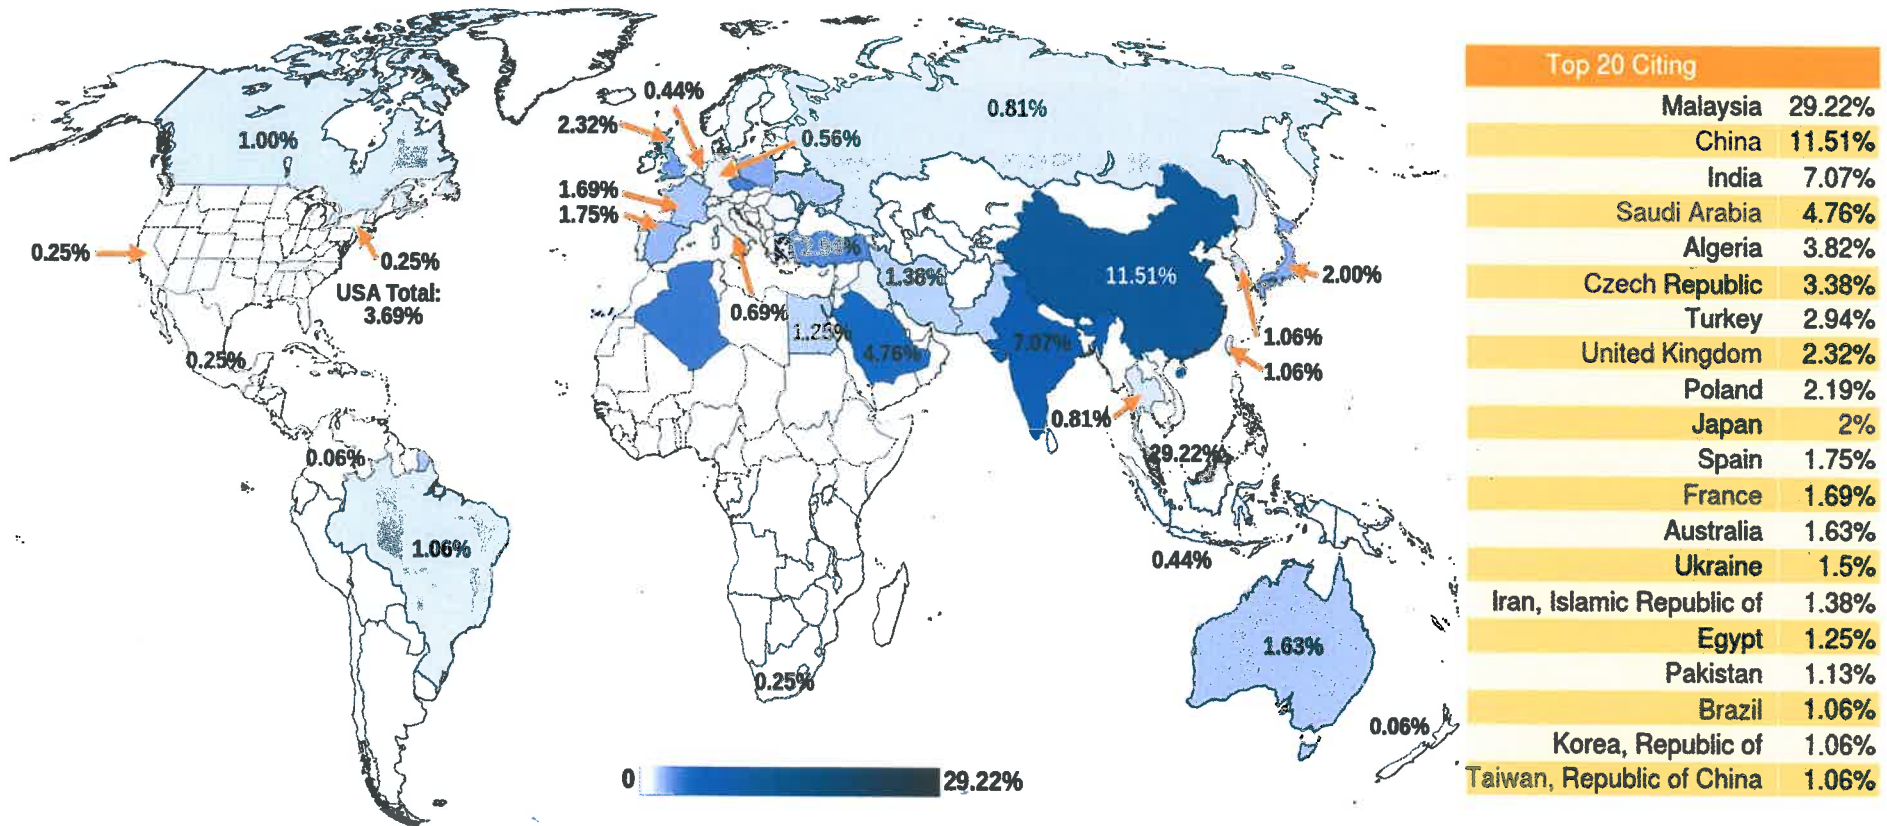 0.44%
0.81%
2.32%
0.56%
1.00%
1.69%
1.75%
0.25%
0.25%
USA Total:
3.69%
2.94%
1.38%
11.51%
2.00%
0.69%
1.25%
4.76%
7.07%
1.06%
1.06%
0.25%
0.81%
29.22%
0.06%
1.06%
0.44%
1.63%
0.25%
0.06%
0
29.22%
Top 20 Citing
Malaysia 29.22%
China 11.51%
India 7.07%
Saudi Arabia 4.76%
Algeria 3.82%
Czech Republic 3.38%
Turkey 2.94%
United Kingdom 2.32%
Poland 2.19%
Japan 2%
Spain 1.75%
France 1.69%
Australia 1.63%
Ukraine 1.5%
Iran, Islamic Republic of 1.38%
Egypt 1.25%
Pakistan 1.13%
Brazil 1.06%
Korea, Republic of 1.06%
Taiwan, Republic of China 1.06%